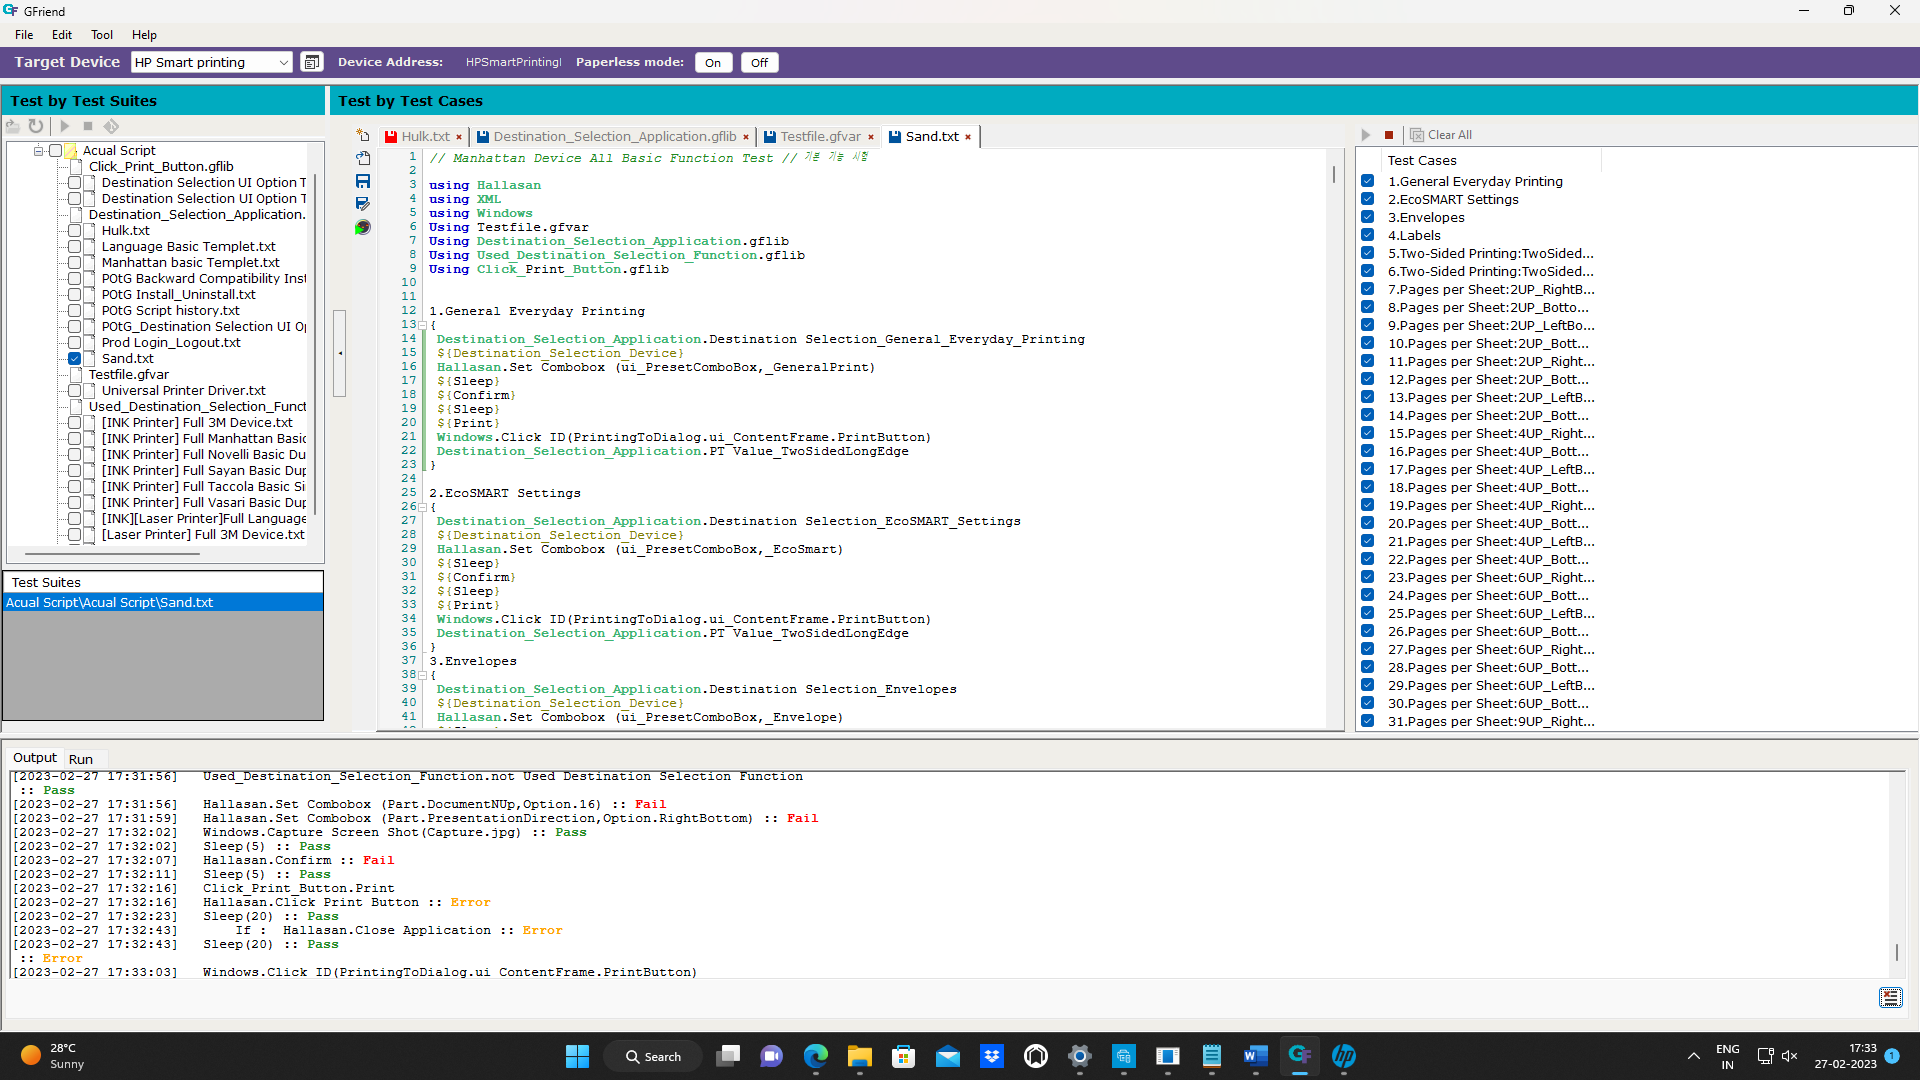 GFriend
File Edit Tool Help
Target Device HP Smart printing Device Address: HPSmartPrintingI Paperless mode: On Off
Test by Test Suites
Acual Script
Click_Print_Button.gflib
Destination Selection UI Option T
Destination Selection UI Option T
Destination_Selection_Application.
Hulk.txt
Language Basic Templet.txt
Manhattan basic Templet.txt
POtG Backward Compatibility Inst
POtG Install_Uninstall.txt
POtG Script history.txt
POtG_Destination Selection UI Op
Prod Login_Logout.txt
Sand.txt
Testfile.gfvar
Universal Printer Driver.txt
Used_Destination_Selection_Funct
[INK Printer] Full 3M Device.txt
[INK Printer] Full Manhattan Basic
[INK Printer] Full Novelli Basic Du
[INK Printer] Full Sayan Basic Dup
[INK Printer] Full Taccola Basic Si
[INK Printer] Full Vasari Basic Dup
[INK][Laser Printer]Full Language
[Laser Printer] Full 3M Device.txt
Test Suites
Acual Script\Acual Script\Sand.txt
Test by Test Cases
Hulk.txt Destination_Selection_Application.gflib Testfile.gfvar Sand.txt
1 // Manhattan Device All Basic Function Test // 기본 기능 시험
2
3 using Hallasan
4 using XML
5 using Windows
6 Using Testfile.gfvar
7 Using Destination_Selection_Application.gflib
8 Using Used_Destination_Selection_Function.gflib
9 Using Click_Print_Button.gflib
10
11
12 1.General Everyday Printing
13 {
14 Destination_Selection_Application.Destination Selection_General_Everyday_Printing
15 ${Destination_Selection_Device}
16 Hallasan.Set Combobox (ui_PresetComboBox,_GeneralPrint)
17 ${Sleep}
18 ${Confirm}
19 ${Sleep}
20 ${Print}
21 Windows.Click ID(PrintingToDialog.ui_ContentFrame.PrintButton)
22 Destination_Selection_Application.PT Value_TwoSidedLongEdge
23 }
24
25 2.EcoSMART Settings
26 {
27 Destination_Selection_Application.Destination Selection_EcoSMART_Settings
28 ${Destination_Selection_Device}
29 Hallasan.Set Combobox (ui_PresetComboBox,_EcoSmart)
30 ${Sleep}
31 ${Confirm}
32 ${Sleep}
33 ${Print}
34 Windows.Click ID(PrintingToDialog.ui_ContentFrame.PrintButton)
35 Destination_Selection_Application.PT Value_TwoSidedLongEdge
36 }
37 3.Envelopes
38 {
39 Destination_Selection_Application.Destination Selection_Envelopes
40 ${Destination_Selection_Device}
41 Hallasan.Set Combobox (ui_PresetComboBox,_Envelope)
Clear All
Test Cases
1.General Everyday Printing
2.EcoSMART Settings
3.Envelopes
4.Labels
5.Two-Sided Printing:TwoSided...
6.Two-Sided Printing:TwoSided...
7.Pages per Sheet:2UP_RightB...
8.Pages per Sheet:2UP_Botto...
9.Pages per Sheet:2UP_LeftBo...
10.Pages per Sheet:2UP_Bott...
11.Pages per Sheet:2UP_Right...
12.Pages per Sheet:2UP_Bott...
13.Pages per Sheet:2UP_LeftB...
14.Pages per Sheet:2UP_Bott...
15.Pages per Sheet:4UP_Right...
16.Pages per Sheet:4UP_Bott...
17.Pages per Sheet:4UP_LeftB...
18.Pages per Sheet:4UP_Bott...
19.Pages per Sheet:4UP_Right...
20.Pages per Sheet:4UP_Bott...
21.Pages per Sheet:4UP_LeftB...
22.Pages per Sheet:4UP_Bott...
23.Pages per Sheet:6UP_Right...
24.Pages per Sheet:6UP_Bott...
25.Pages per Sheet:6UP_LeftB...
26.Pages per Sheet:6UP_Bott...
27.Pages per Sheet:6UP_Right...
28.Pages per Sheet:6UP_Bott...
29.Pages per Sheet:6UP_LeftB...
30.Pages per Sheet:6UP_Bott...
31.Pages per Sheet:9UP_Right...
Output Run
[2023-02-27 17:31:56] Used_Destination_Selection_Function.not Used Destination Selection Function
:: Pass
[2023-02-27 17:31:56] Hallasan.Set Combobox (Part.DocumentNUp,Option.16) :: Fail
[2023-02-27 17:31:59] Hallasan.Set Combobox (Part.PresentationDirection,Option.RightBottom) :: Fail
[2023-02-27 17:32:02] Windows.Capture Screen Shot(Capture.jpg) :: Pass
[2023-02-27 17:32:02] Sleep(5) :: Pass
[2023-02-27 17:32:07] Hallasan.Confirm :: Fail
[2023-02-27 17:32:11] Sleep(5) :: Pass
[2023-02-27 17:32:16] Click_Print_Button.Print
[2023-02-27 17:32:16] Hallasan.Click Print Button :: Error
[2023-02-27 17:32:23] Sleep(20) :: Pass
[2023-02-27 17:32:43] If : Hallasan.Close Application :: Error
[2023-02-27 17:32:43] Sleep(20) :: Pass
:: Error
[2023-02-27 17:33:03] Windows.Click ID(PrintingToDialog.ui_ContentFrame.PrintButton)
28°C
Sunny
Search
ENG
IN
17:33
27-02-2023
1